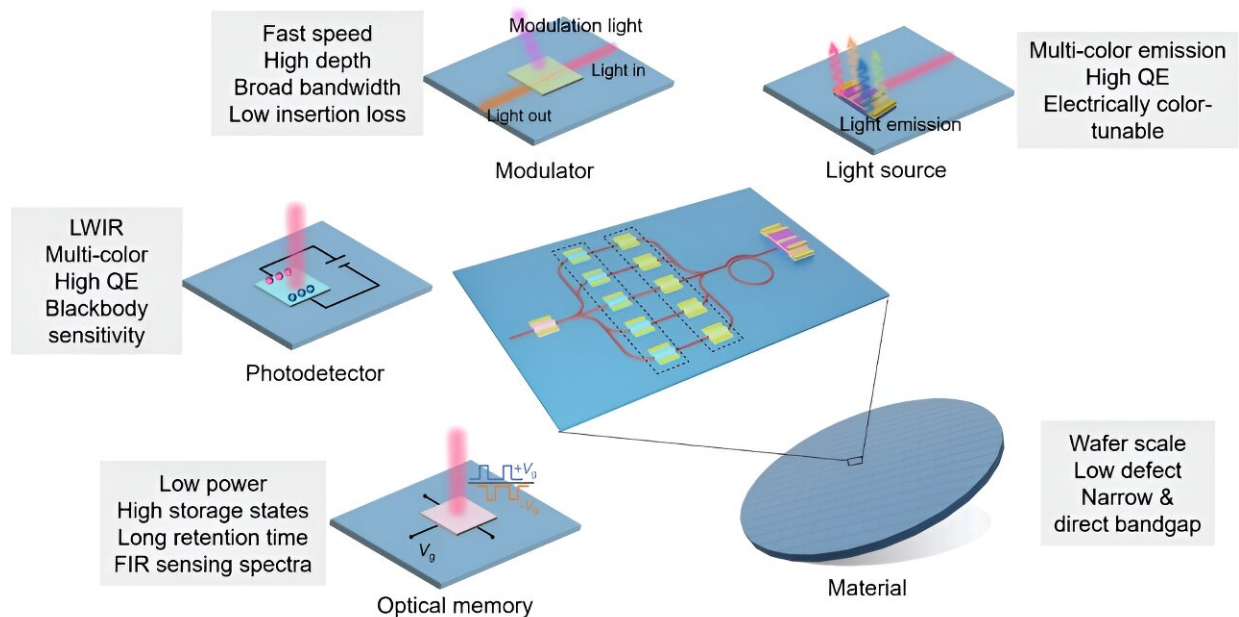 Fast speed
High depth
Broad bandwidth
Low insertion loss
Modulation light
Light in
Light out
Modulator
Light emission
Light source
Multi-color emission
High QE
Electrically color-
tunable
LWIR
Multi-color
High QE
Blackbody
sensitivity
Photodetector
Low power
High storage states
Long retention time
FIR sensing spectra
+Vg
-Vg
Vg
Optical memory
Material
Wafer scale
Low defect
Narrow &
direct bandgap